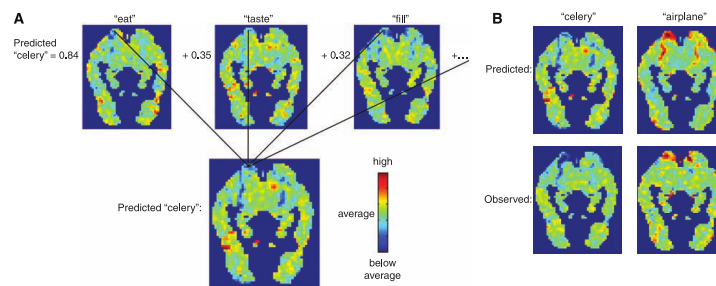 A
"eat"
"taste"
"fill"
Predicted
"celery" = 0.84
+ 0.35
+ 0.32
+...
Predicted "celery":
high
average
below
average
B
"celery"
"airplane"
Predicted:
Observed: